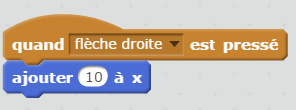 quand flèche droite est pressé
ajouter 10 à x